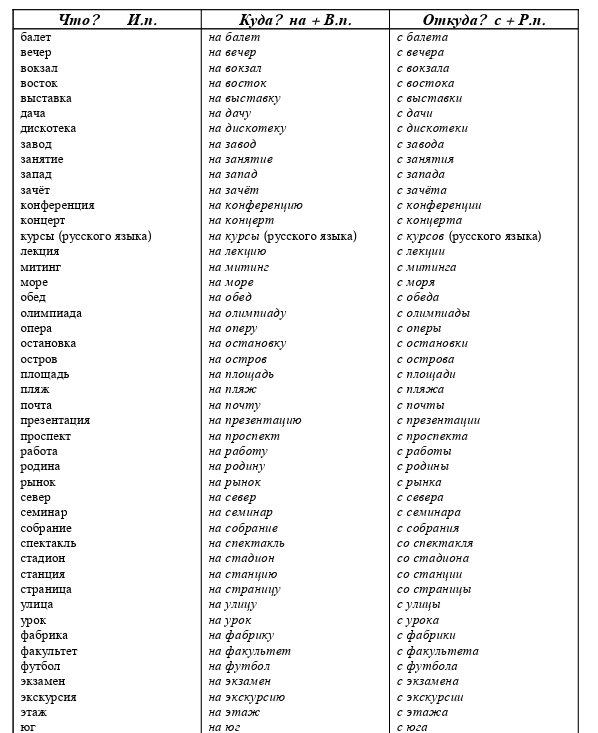 Что? И.п. Куда? на + В.п. Откуда? с + Р.п.
балет на балет с балета
вечер на вечер с вечера
вокзал на вокзал с вокзала
восток на восток с востока
выставка на выставку с выставки
дача на дачу с дачи
дискотека на дискотеку с дискотеки
завод на завод с завода
занятие на занятие с занятия
запад на запад с запада
зачёт на зачёт с зачёта
конференция на конференцию с конференции
концерт на концерт с концерта
курсы (русского языка) на курсы (русского языка) с курсов (русского языка)
лекция на лекцию с лекции
митинг на митинг с митинга
море на море с моря
обед на обед с обеда
олимпиада на олимпиаду с олимпиады
опера на оперу с оперы
остановка на остановку с остановки
остров на остров с острова
площадь на площадь с площади
пляж на пляж с пляжа
почта на почту с почты
презентация на презентацию с презентации
проспект на проспект с проспекта
работа на работу с работы
родина на родину с родины
рынок на рынок с рынка
север на север с севера
семинар на семинар с семинара
собрание на собрание с собрания
спектакль на спектакль со спектакля
стадион на стадион со стадиона
станция на станцию со станции
страница на страницу со страницы
улица на улицу с улицы
урок на урок с урока
фабрика на фабрику с фабрики
факультет на факультет с факультета
футбол на футбол с футбола
экзамен на экзамен с экзамена
экскурсия на экскурсию с экскурсии
этаж на этаж с этажа
юг на юг с юга